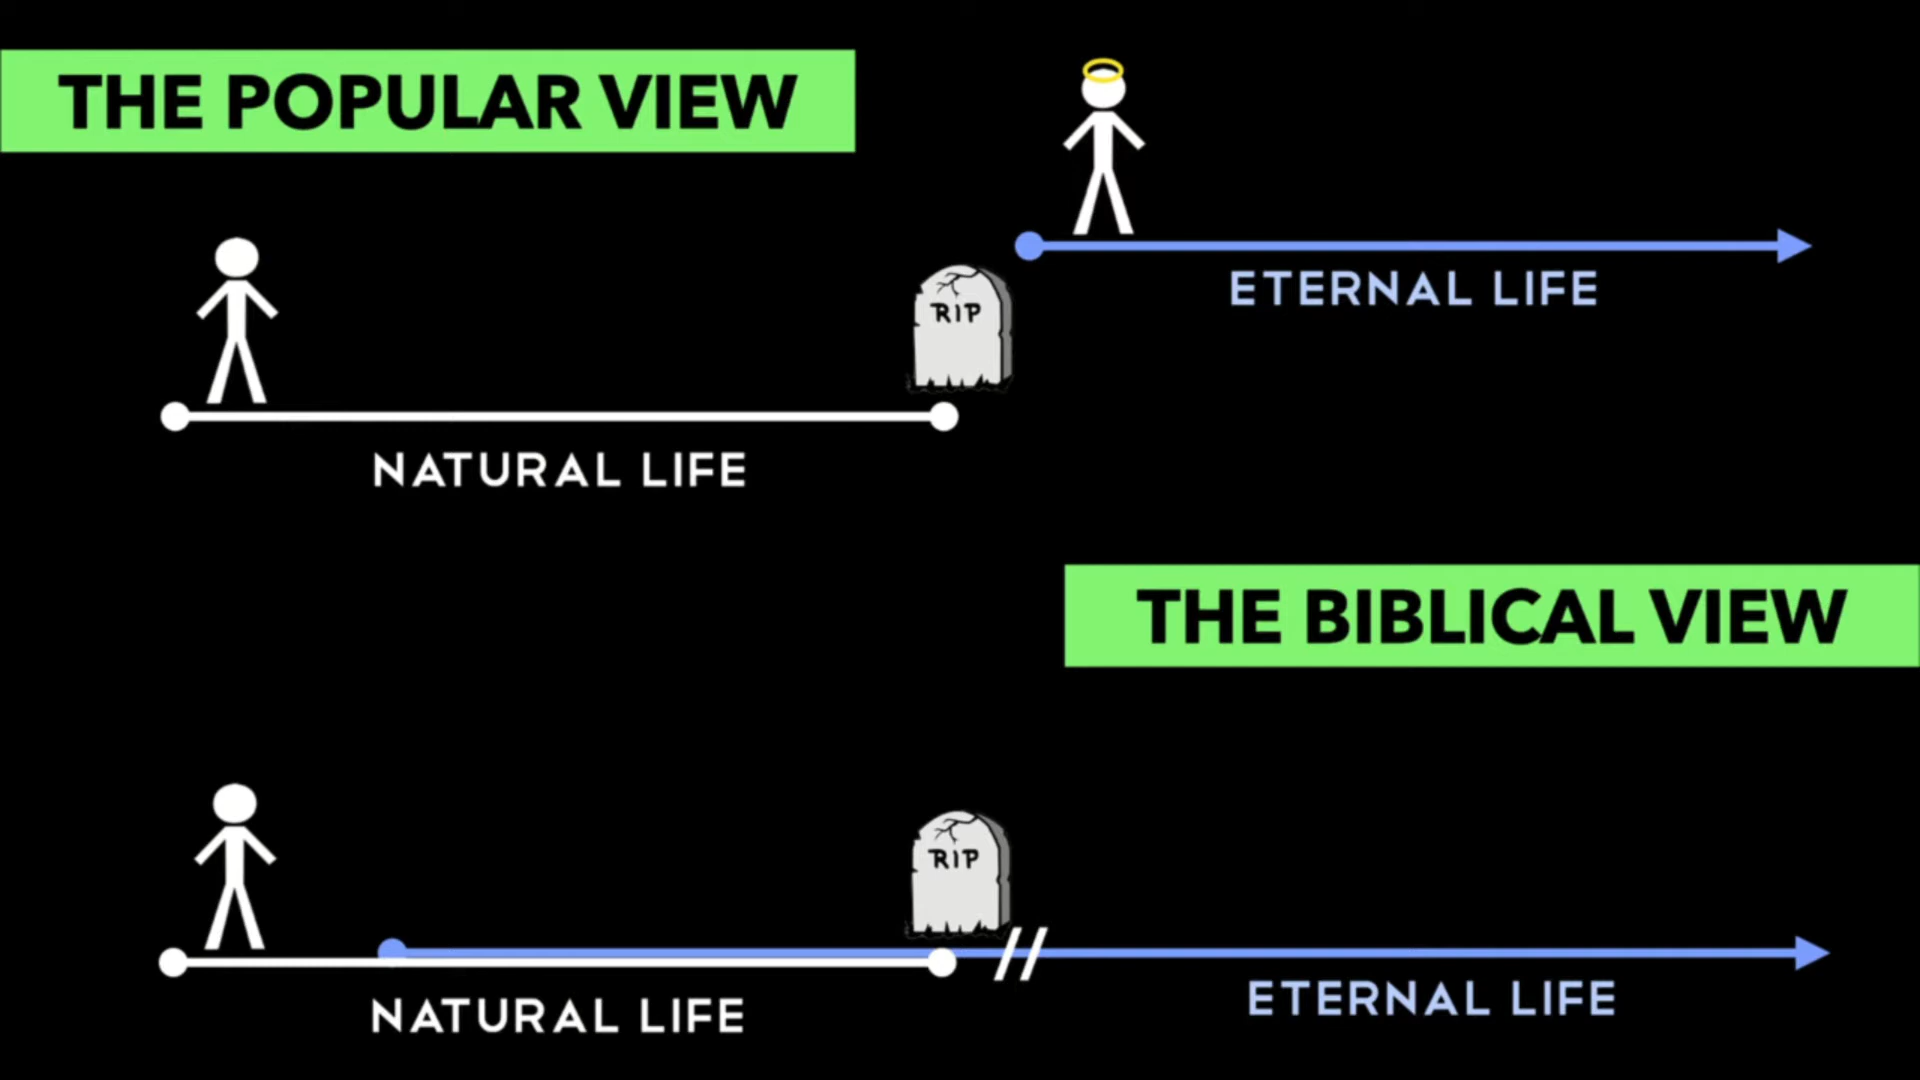 THE POPULAR VIEW
ETERNAL LIFE
RIP
NATURAL LIFE
THE BIBLICAL VIEW
RIP
ETERNAL LIFE
NATURAL LIFE